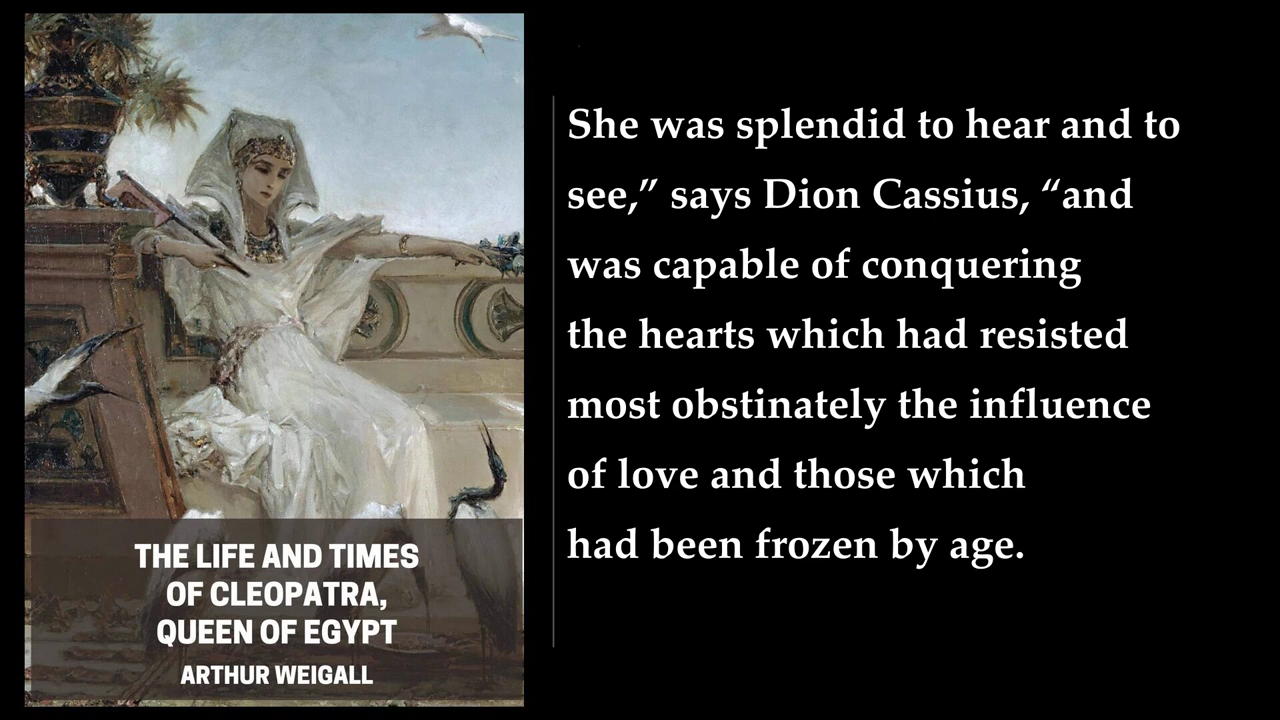 She was splendid to hear and to
see,” says Dion Cassius, “and
was capable of conquering
the hearts which had resisted
most obstinately the influence
of love and those which
had been frozen by age.
THE LIFE AND TIMES
OF CLEOPATRA,
QUEEN OF EGYPT
ARTHUR WEIGALL